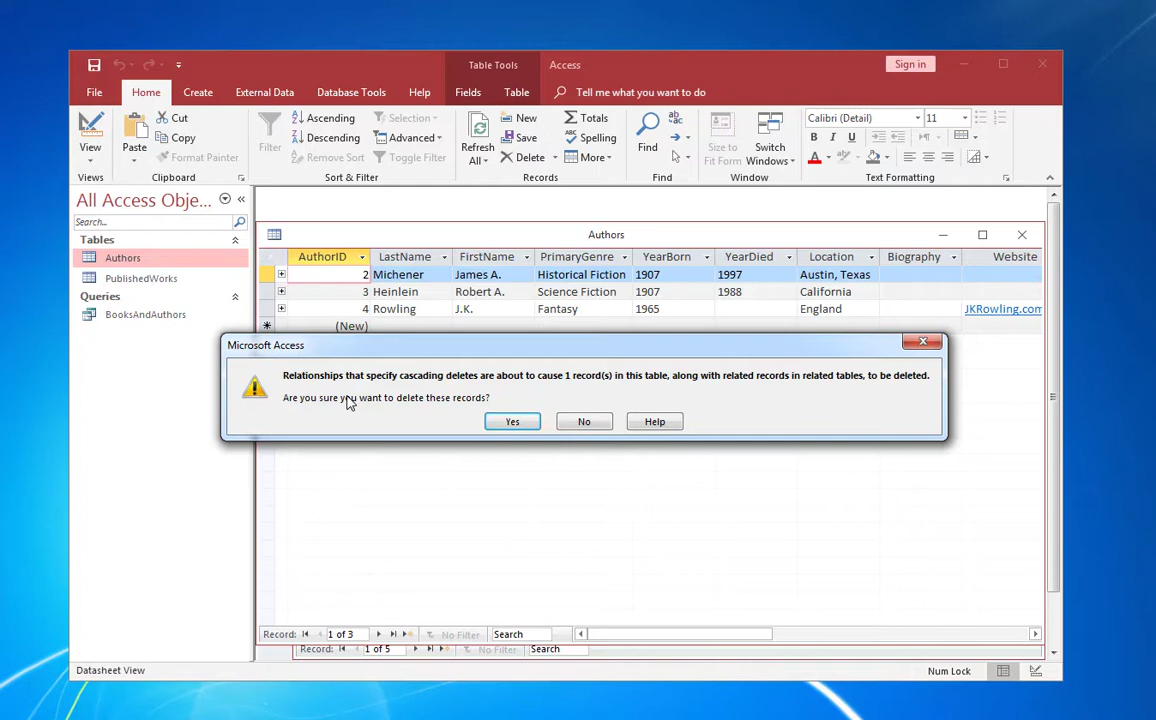 Table Tools
Access
Sign in
File
Home
Create
External Data
Database Tools
Help
Fields
Table
Tell me what you want to do
View
Views
Paste
Cut
Copy
Format Painter
Clipboard
Filter
Ascending
Descending
Remove Sort
Selection
Advanced
Toggle Filter
Sort & Filter
Refresh
All
New
Save
Delete
Totals
Spelling
More
Records
Find
Find
Size to
Fit Form
Switch
Windows
Window
Calibri (Detail)
11
B I U
A
Text Formatting
All Access Obje...
Search...
Tables
Authors
PublishedWorks
Queries
BooksAndAuthors
Authors
AuthorID LastName FirstName PrimaryGenre YearBorn YearDied Location Biography Website
2 Michener James A. Historical Fiction 1907 1997 Austin, Texas
3 Heinlein Robert A. Science Fiction 1907 1988 California
4 Rowling J.K. Fantasy 1965 England JKRowling.com
(New)
Microsoft Access
Relationships that specify cascading deletes are about to cause 1 record(s) in this table, along with related records in related tables, to be deleted.
Are you sure you want to delete these records?
Yes No Help
Record: 1 of 3 No Filter Search
Record: 1 of 5 No Filter Search
Datasheet View
Num Lock